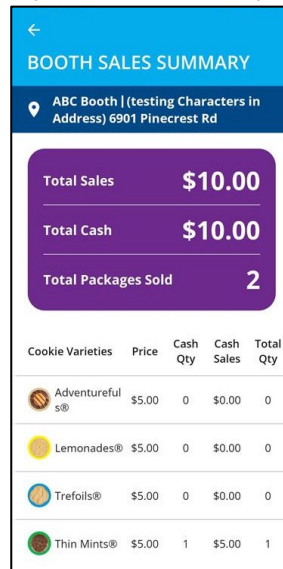 BOOTH SALES SUMMARY
ABC Booth | (testing Characters in
Address) 6901 Pinecrest Rd
Total Sales $10.00
Total Cash $10.00
Total Packages Sold 2
Cookie Varieties Price Cash Qty Cash Sales Total Qty
Adventureful
s® $5.00 0 $0.00 0
Lemonades® $5.00 0 $0.00 0
Trefoils® $5.00 0 $0.00 0
Thin Mints® $5.00 1 $5.00 1